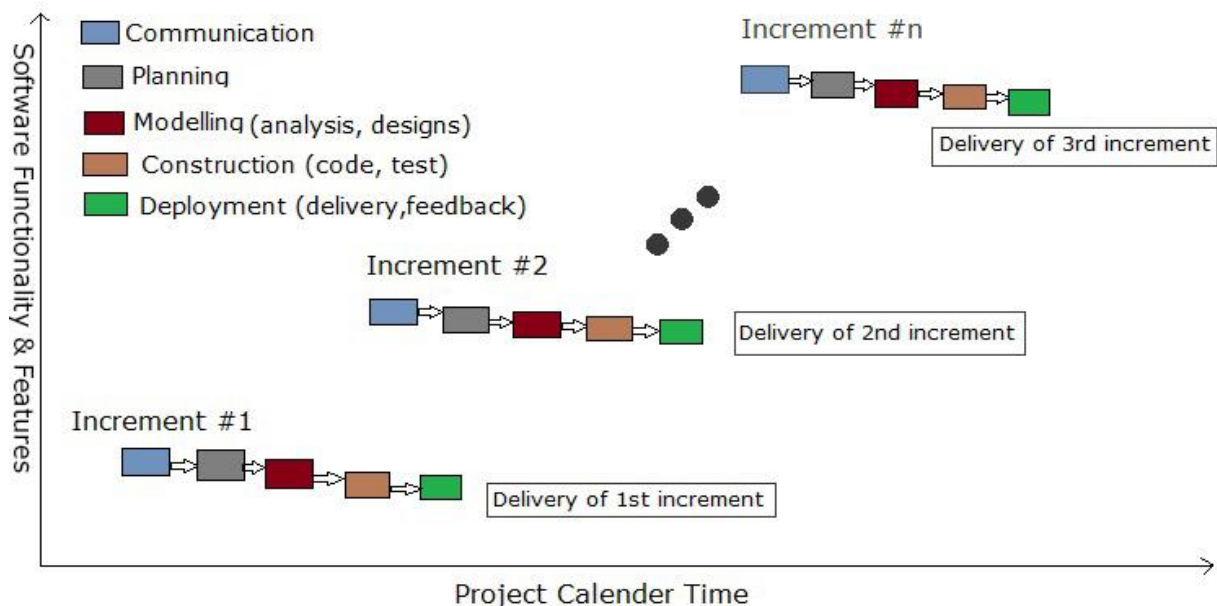 Software Functionality & Features
Communication
Planning
Modelling (analysis, designs)
Construction (code, test)
Deployment (delivery,feedback)
Increment #n
Delivery of 3rd increment
Increment #2
Delivery of 2nd increment
Increment #1
Delivery of 1st increment
Project Calender Time